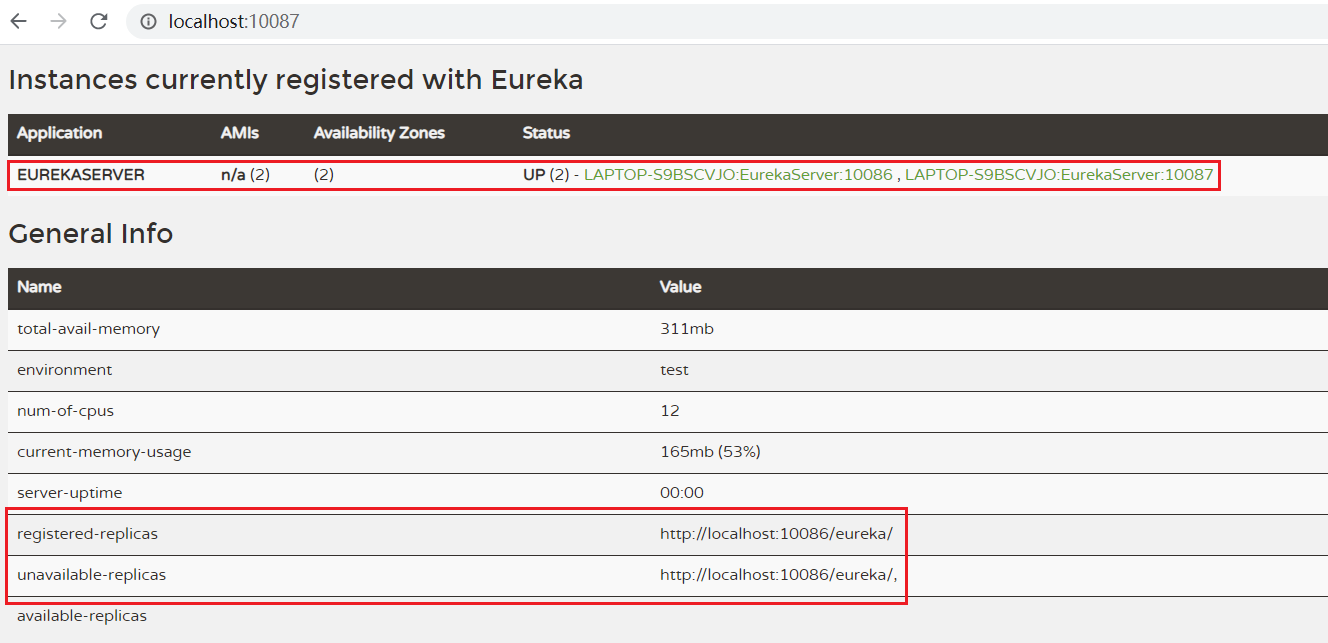 localhost:10087
Instances currently registered with Eureka
Application AMIs Availability Zones Status
EUREKASERVER n/a (2) (2) UP (2) - LAPTOP-S9BSCVJO:EurekaServer:10086 , LAPTOP-S9BSCVJO:EurekaServer:10087
General Info
Name Value
total-avail-memory 311mb
environment test
num-of-cpus 12
current-memory-usage 165mb (53%)
server-uptime 00:00
registered-replicas http://localhost:10086/eureka/
unavailable-replicas http://localhost:10086/eureka/,
available-replicas